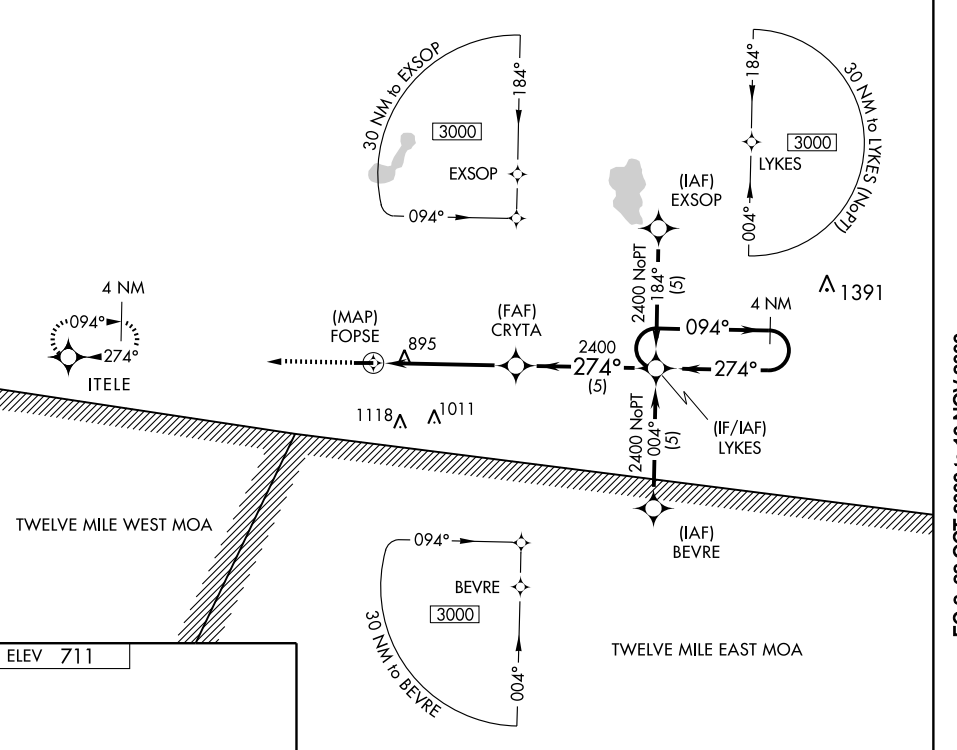 30 NM to EXSOP
184°
3000
EXSOP
094°
184°
30 NM to LYKES (NoPT)
3000
LYKES
004°
(IAF)
EXSOP
2400 NoPT
184°
(5)
1391
4 NM
094°
274°
ITELE
(MAP)
FOPSE
895
(FAF)
CRYTA
2400
274°
(5)
4 NM
094°
274°
(IF/IAF)
LYKES
1118
1011
2400 NoPT
004°
(5)
(IAF)
BEVRE
TWELVE MILE WEST MOA
094°
BEVRE
3000
30 NM to BEVRE
004°
TWELVE MILE EAST MOA
ELEV 711